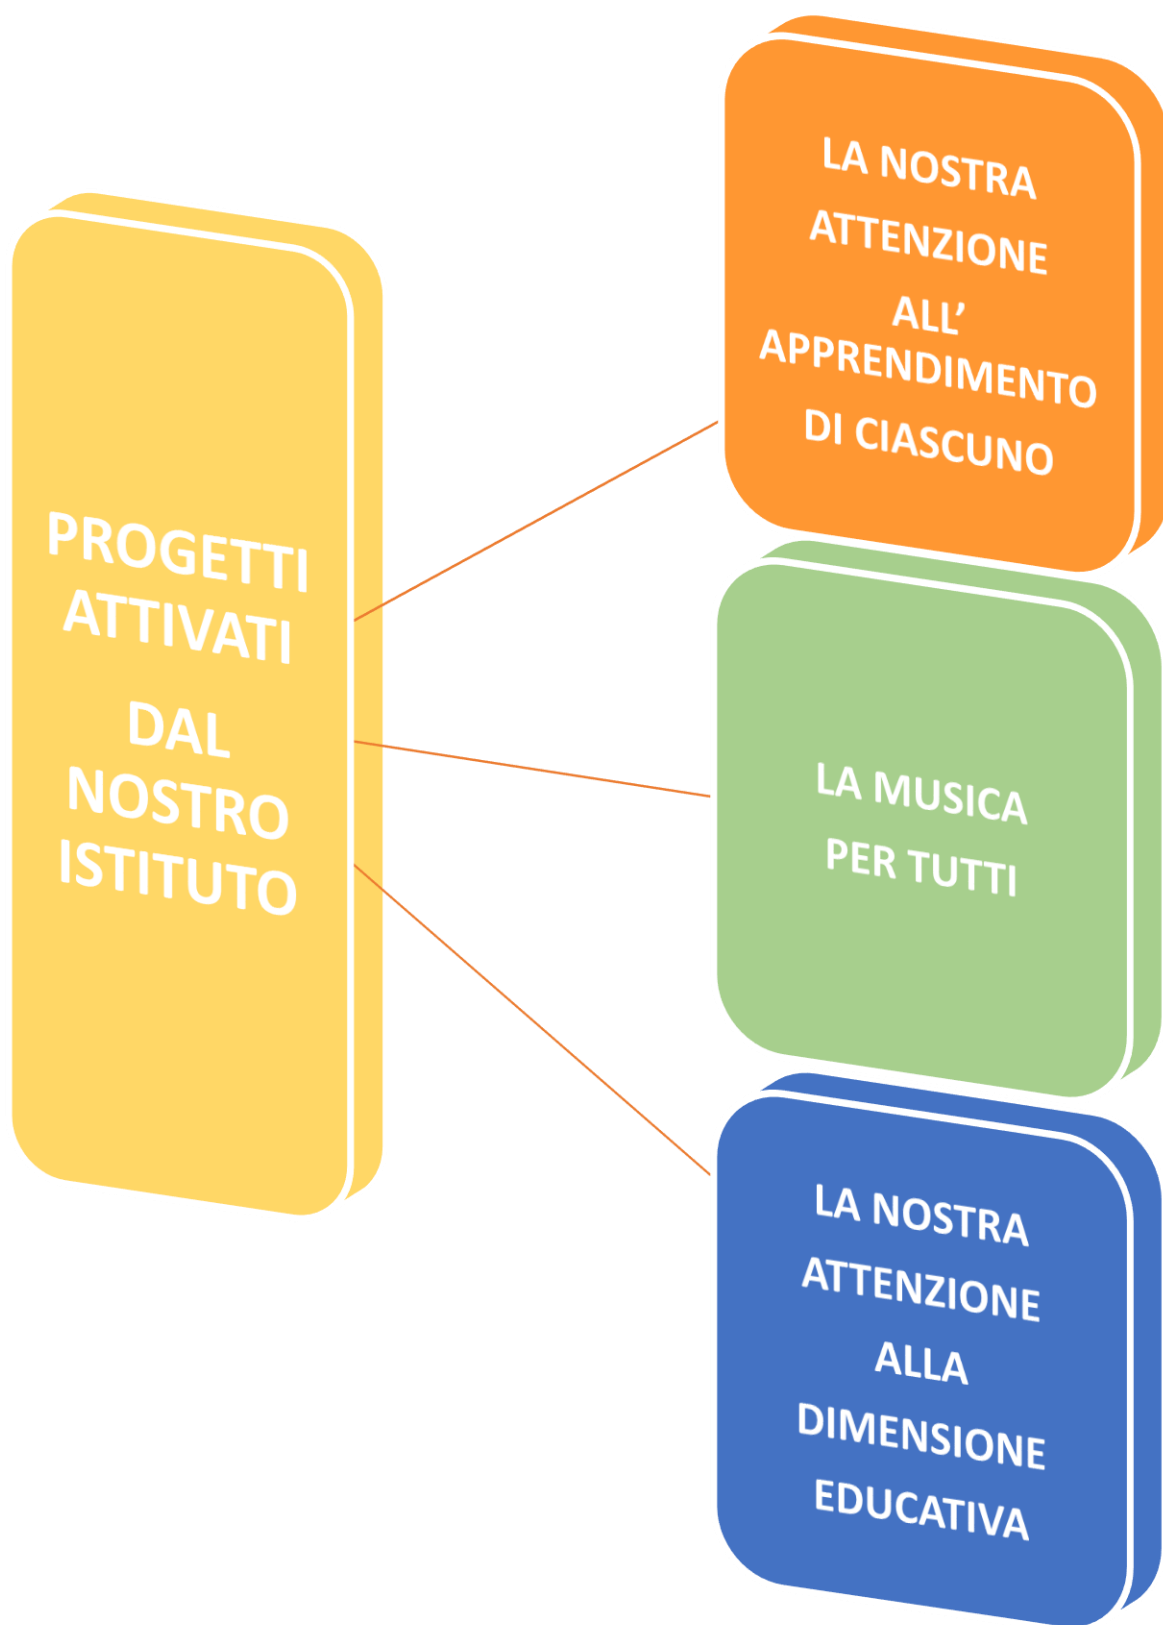 PROGETTI
ATTIVATI
DAL
NOSTRO
ISTITUTO
LA NOSTRA
ATTENZIONE
ALL’
APPRENDIMENTO
DI CIASCUNO
LA MUSICA
PER TUTTI
LA NOSTRA
ATTENZIONE
ALLA
DIMENSIONE
EDUCATIVA